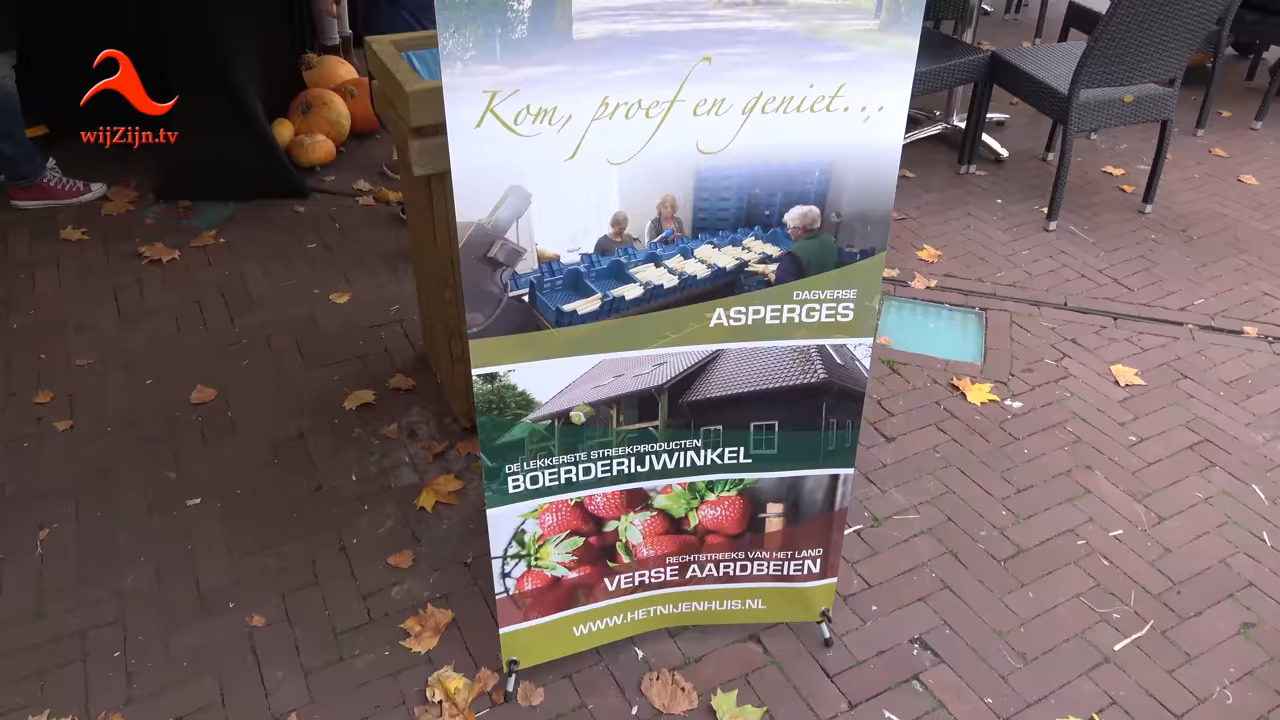 wijZijn.tv
Kom, proef en geniet...
DAGVERSE
ASPERGES
DE LEKKERSTE STREEKPRODUCTEN
BOERDERIJWINKEL
RECHTSTREEKS VAN HET LAND
VERSE AARDBEIEN
WWW.HETNIJENHUIS.NL